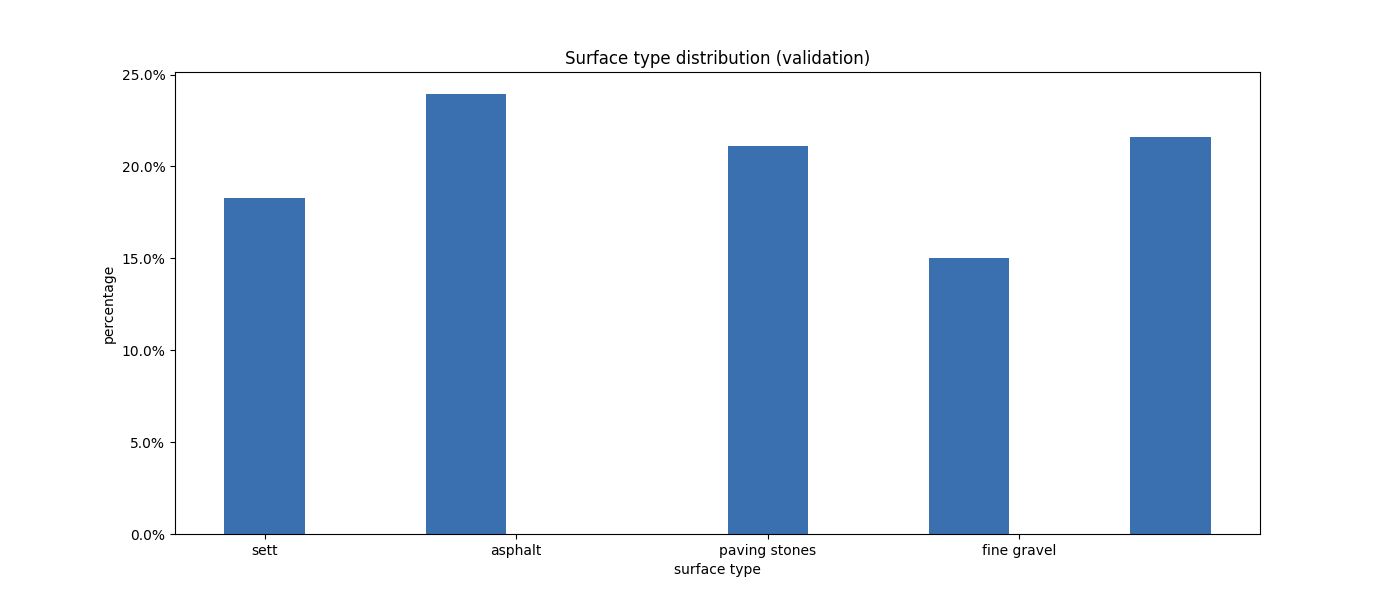 Surface type distribution (validation)
25.0%
20.0%
15.0%
10.0%
5.0%
0.0%
percentage
sett asphalt paving stones fine gravel
surface type